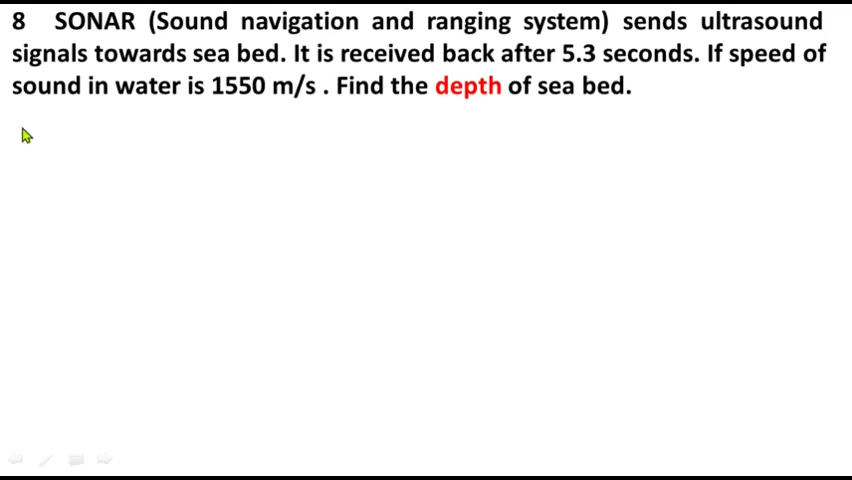 8 SONAR (Sound navigation and ranging system) sends ultrasound
signals towards sea bed. It is received back after 5.3 seconds. If speed of
sound in water is 1550 m/s . Find the depth of sea bed.